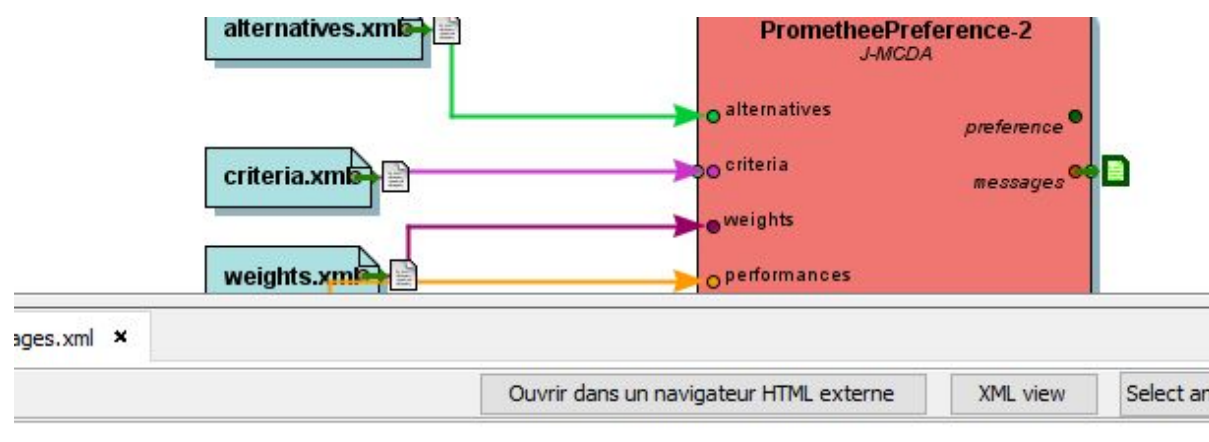 alternatives.xml
PrometheePreference-2
J-MCDA
alternatives
preference
criteria.xml
criteria
messages
weights
weights.xml
performances
ages.xml ×
Ouvrir dans un navigateur HTML externe
XML view
Select an